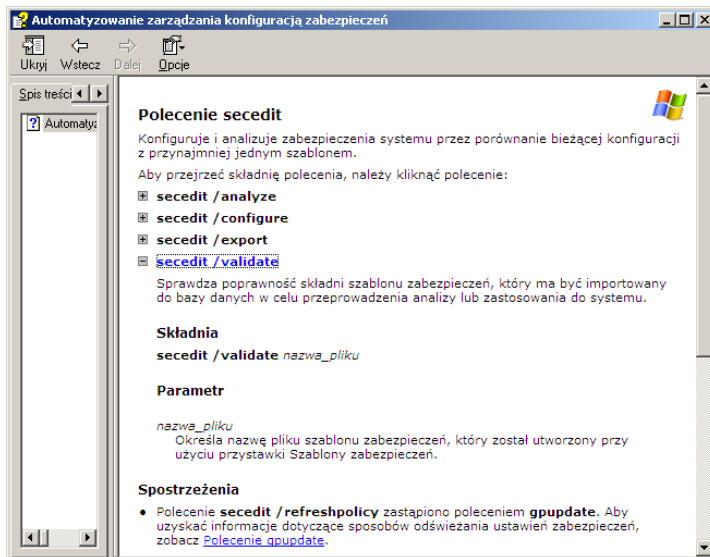 Automatyzowanie zarządzania konfiguracją zabezpieczeń
Ukryj Wstecz Dalej Opcje
Spis treści
Automaty
Polecenie secedit
Konfiguruje i analizuje zabezpieczenia systemu przez porównanie bieżącej konfiguracji
z przynajmniej jednym szablonem.
Aby przejrzeć składnię polecenia, należy kliknąć polecenie:
secedit /analyze
secedit /configure
secedit /export
secedit /validate
Sprawdza poprawność składni szablonu zabezpieczeń, który ma być importowany
do bazy danych w celu przeprowadzenia analizy lub zastosowania do systemu.
Składnia
secedit /validate nazwa_pliku
Parametr
nazwa_pliku
Określa nazwę pliku szablonu zabezpieczeń, który został utworzony przy
użyciu przystawki Szablony zabezpieczeń.
Spostrzeżenia
• Polecenie secedit /refreshpolicy zastąpiono poleceniem gpupdate. Aby
uzyskać informacje dotyczące sposobów odświeżania ustawień zabezpieczeń,
zobacz Polecenie gpupdate.